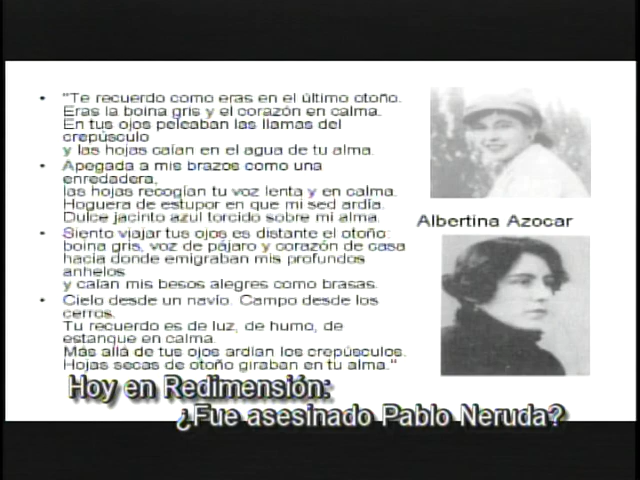 • "Te recuerdo como eras en el último otoño.
Eras la boina gris y el corazón en calma.
En tus ojos peleaban las llamas del
crepúsculo
y las hojas caían en el agua de tu alma.
• Apegada a mis brazos como una
enredadera,
las hojas recogían tu voz lenta y en calma.
Hoguera de estupor en que mi sed ardía.
Dulce jacinto azul torcido sobre mi alma.
• Siento viajar tus ojos es distante el otoño:
boina gris, voz de pájaro y corazón de casa
hacia donde emigraban mis profundos
anhelos
y caían mis besos alegres como brasas.
• Cielo desde un navío. Campo desde los
cerros.
Tu recuerdo es de luz, de humo, de
estanque en calma.
Más allá de tus ojos ardían los crepúsculos.
Hojas secas de otoño giraban en tu alma."
Albertina Azocar
Hoy en Redimensión:
¿Fue asesinado Pablo Neruda?